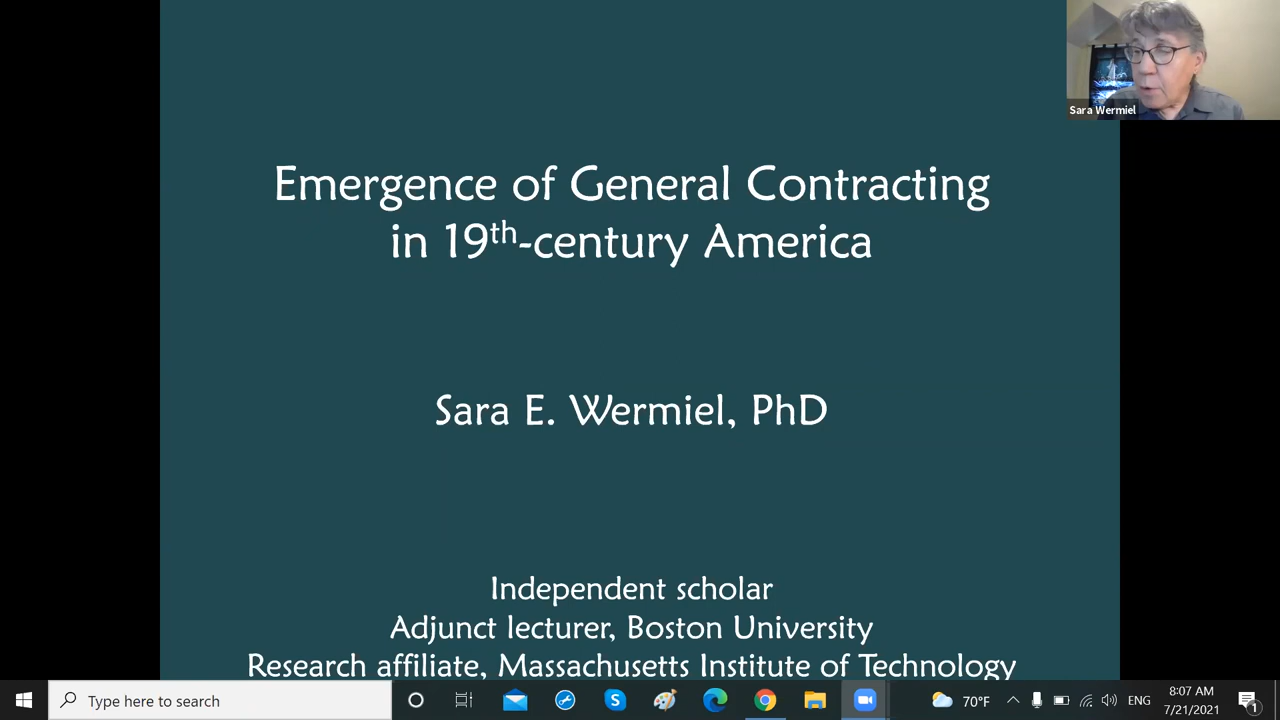 Sara Wermiel
Emergence of General Contracting
in 19th-century America
Sara E. Wermiel, PhD
Independent scholar
Adjunct lecturer, Boston University
Research affiliate, Massachusetts Institute of Technology
Type here to search
70°F
ENG
8:07 AM
7/21/2021
1